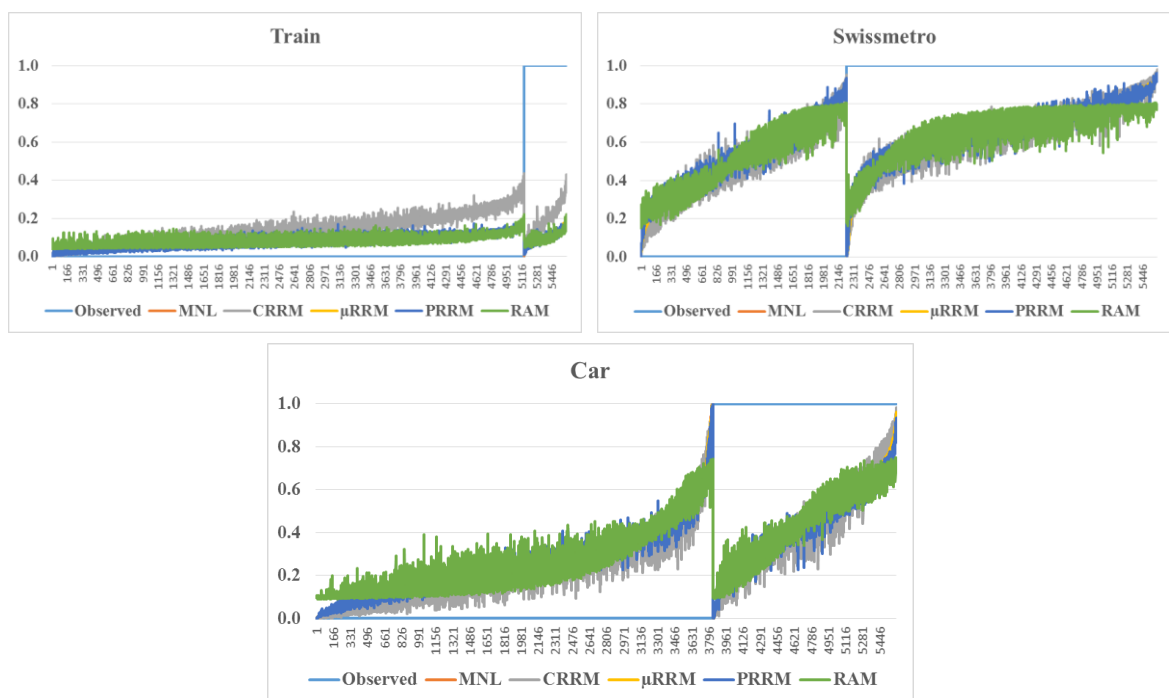 Train
1.0
0.8
0.6
0.4
0.2
0.0
1 166 331 496 661 826 991 1156 1321 1486 1651 1816 1981 2146 2311 2476 2641 2806 2971 3136 3301 3466 3631 3796 3961 4126 4291 4456 4621 4786 4951 5116 5281 5446
Observed MNL CRRM μRRM PRRM RAM
Swissmetro
1.0
0.8
0.6
0.4
0.2
0.0
1 166 331 496 661 826 991 1156 1321 1486 1651 1816 1981 2146 2311 2476 2641 2806 2971 3136 3301 3466 3631 3796 3961 4126 4291 4456 4621 4786 4951 5116 5281 5446
Observed MNL CRRM μRRM PRRM RAM
Car
1.0
0.8
0.6
0.4
0.2
0.0
1 166 331 496 661 826 991 1156 1321 1486 1651 1816 1981 2146 2311 2476 2641 2806 2971 3136 3301 3466 3631 3796 3961 4126 4291 4456 4621 4786 4951 5116 5281 5446
Observed MNL CRRM μRRM PRRM RAM